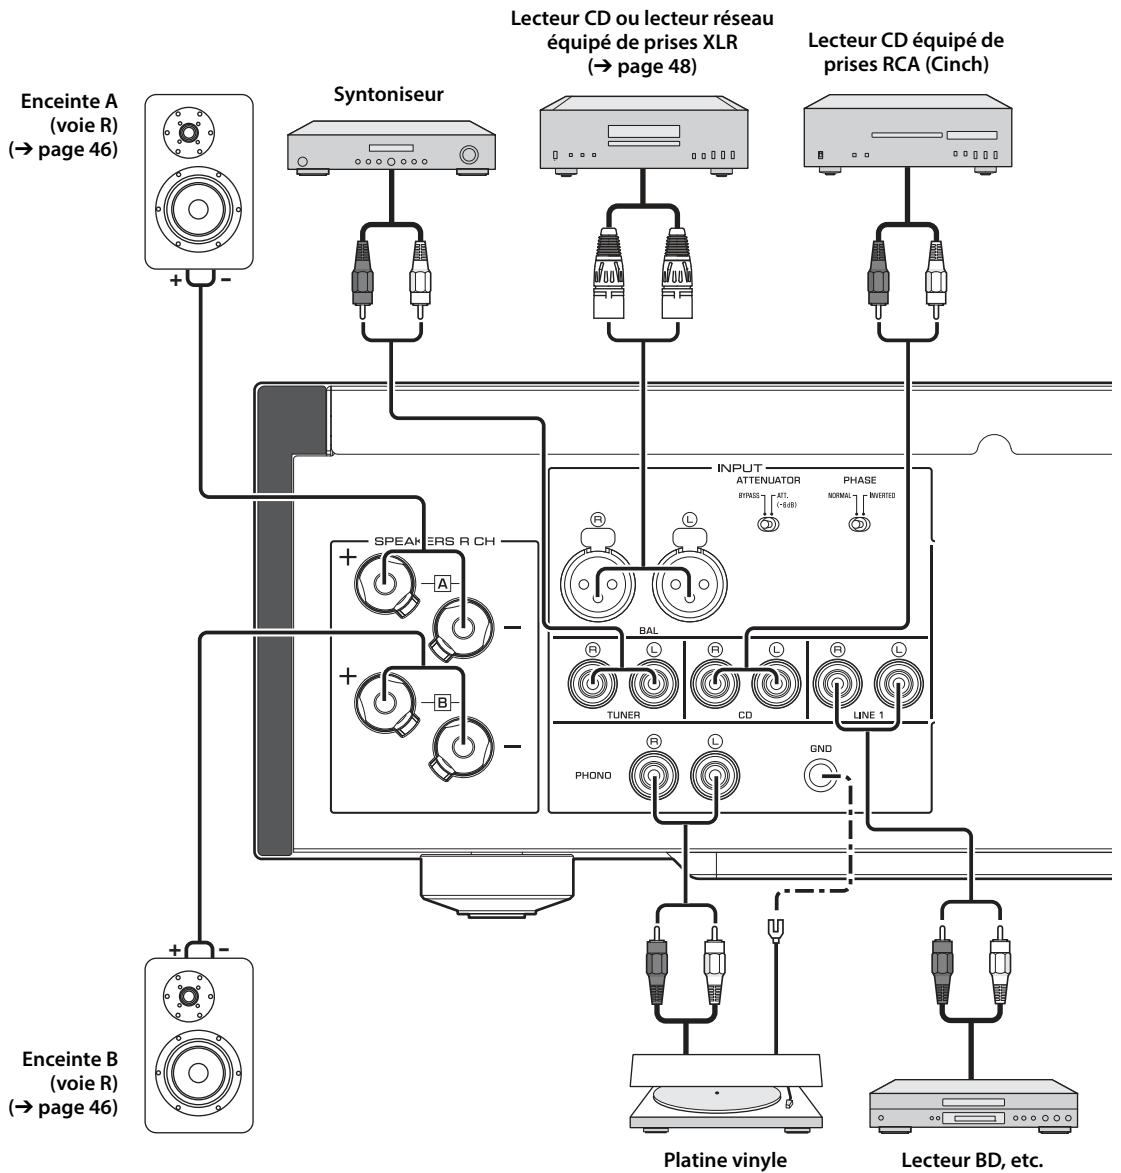 Lecteur CD ou lecteur réseau
équipé de prises XLR
(➔ page 48)
Lecteur CD équipé de
prises RCA (Cinch)
Syntoniseur
Enceinte A
(voie R)
(➔ page 46)
+ −
INPUT
ATTENUATOR
PHASE
BYPASS
ATT.
(-6dB)
NORMAL
INVERTED
R
L
SPEAKERS R CH
+
A
−
BAL
R
L
R
L
R
L
+
B
−
TUNER
CD
LINE 1
R
L
GND
PHONO
+ −
Enceinte B
(voie R)
(➔ page 46)
Platine vinyle
Lecteur BD, etc.